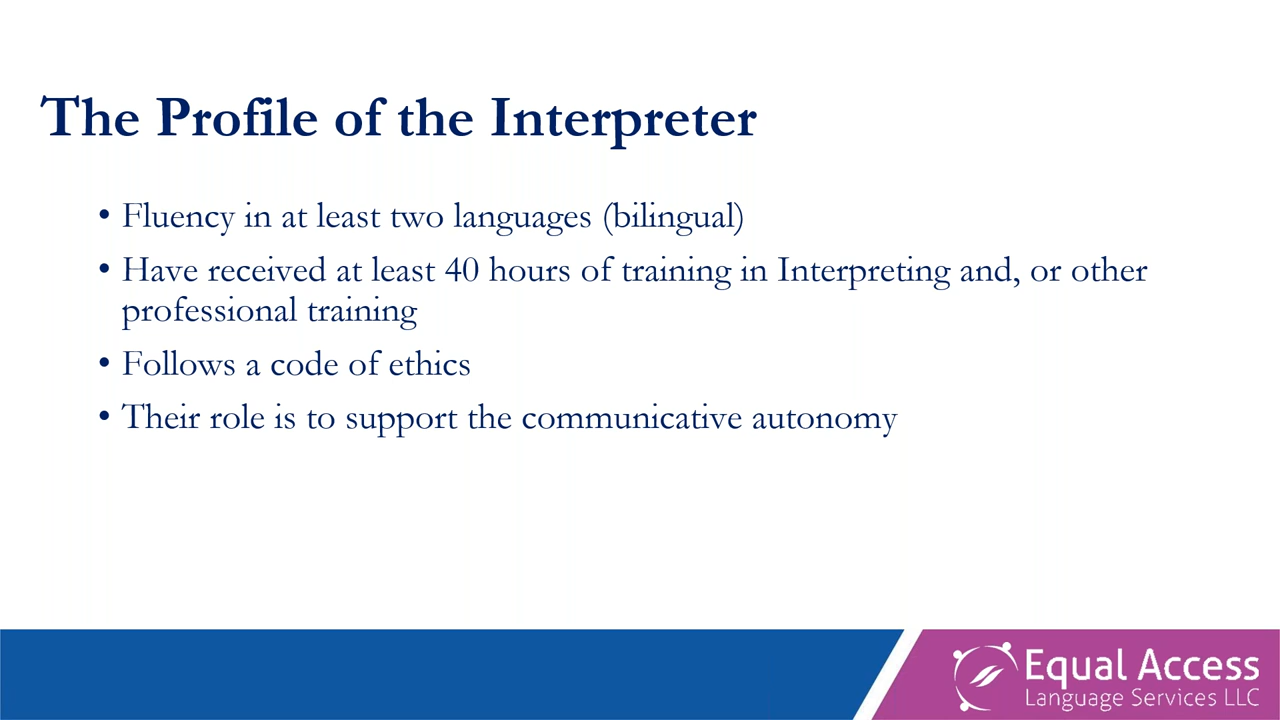 The Profile of the Interpreter
• Fluency in at least two languages (bilingual)
• Have received at least 40 hours of training in Interpreting and, or other
professional training
• Follows a code of ethics
• Their role is to support the communicative autonomy
Equal Access
Language Services LLC